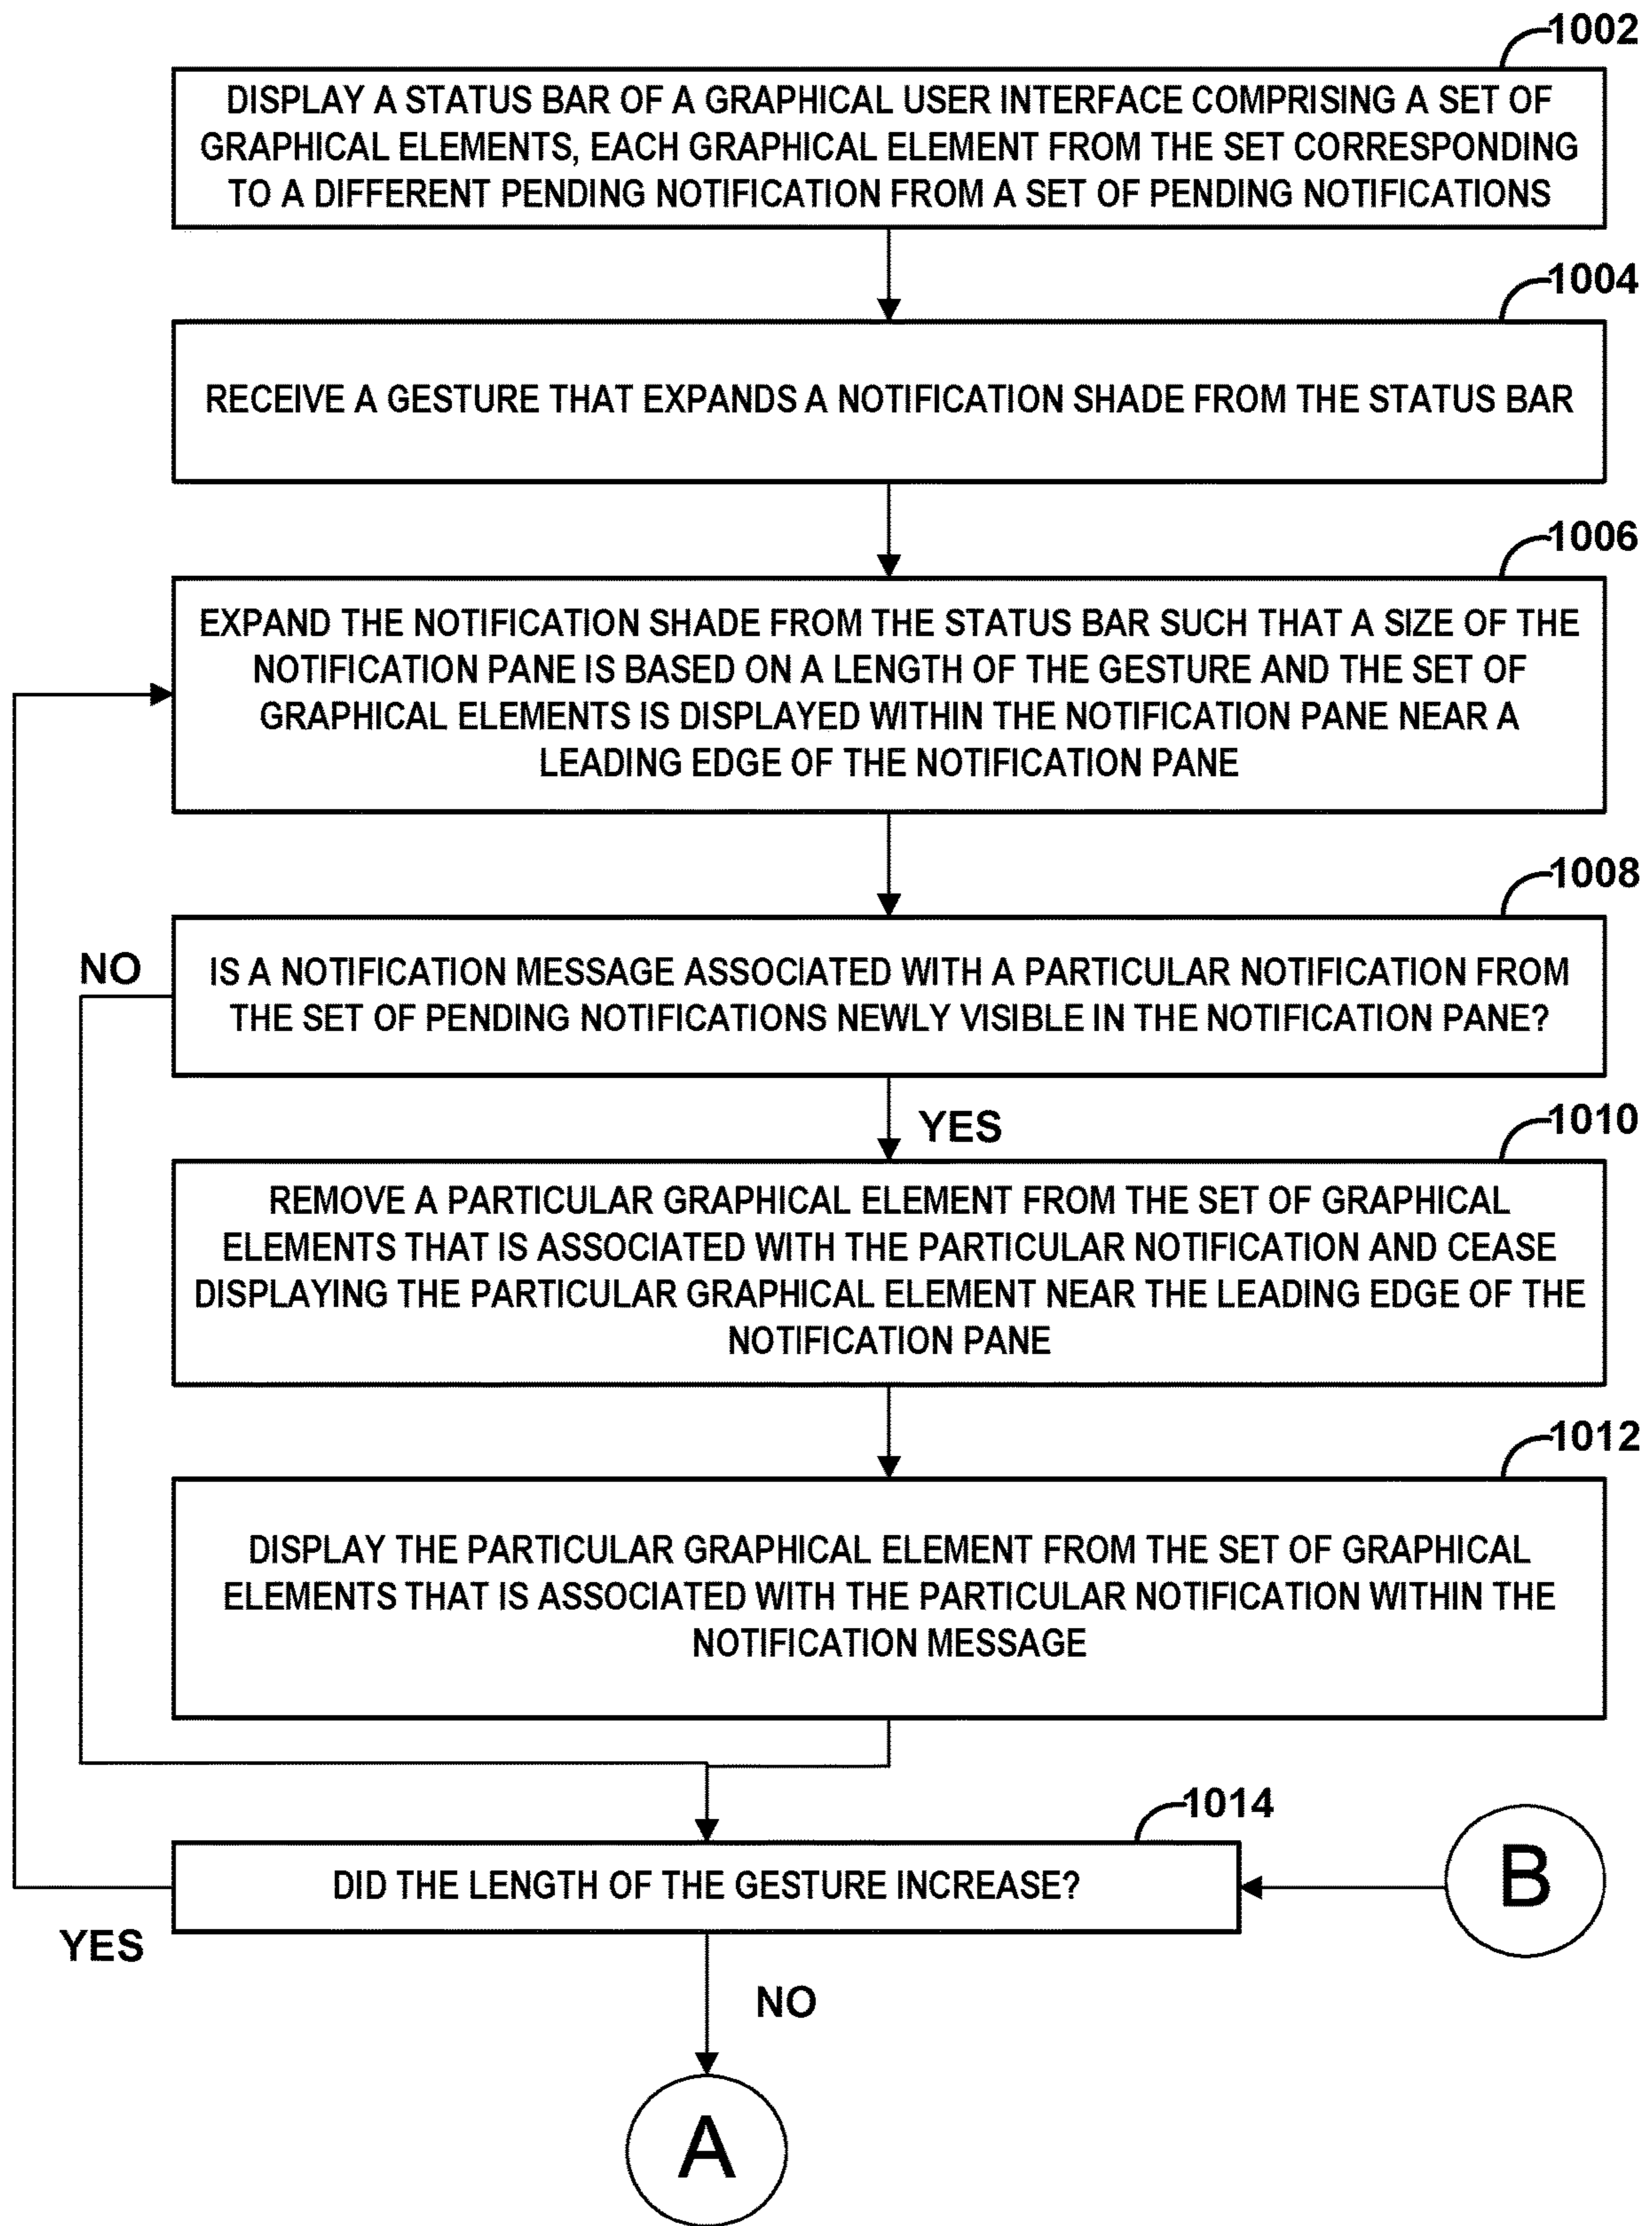 1002
DISPLAY A STATUS BAR OF A GRAPHICAL USER INTERFACE COMPRISING A SET OF
GRAPHICAL ELEMENTS, EACH GRAPHICAL ELEMENT FROM THE SET CORRESPONDING
TO A DIFFERENT PENDING NOTIFICATION FROM A SET OF PENDING NOTIFICATIONS
1004
RECEIVE A GESTURE THAT EXPANDS A NOTIFICATION SHADE FROM THE STATUS BAR
1006
EXPAND THE NOTIFICATION SHADE FROM THE STATUS BAR SUCH THAT A SIZE OF THE
NOTIFICATION PANE IS BASED ON A LENGTH OF THE GESTURE AND THE SET OF
GRAPHICAL ELEMENTS IS DISPLAYED WITHIN THE NOTIFICATION PANE NEAR A
LEADING EDGE OF THE NOTIFICATION PANE
1008
NO
IS A NOTIFICATION MESSAGE ASSOCIATED WITH A PARTICULAR NOTIFICATION FROM
THE SET OF PENDING NOTIFICATIONS NEWLY VISIBLE IN THE NOTIFICATION PANE?
YES
1010
REMOVE A PARTICULAR GRAPHICAL ELEMENT FROM THE SET OF GRAPHICAL
ELEMENTS THAT IS ASSOCIATED WITH THE PARTICULAR NOTIFICATION AND CEASE
DISPLAYING THE PARTICULAR GRAPHICAL ELEMENT NEAR THE LEADING EDGE OF THE
NOTIFICATION PANE
1012
DISPLAY THE PARTICULAR GRAPHICAL ELEMENT FROM THE SET OF GRAPHICAL
ELEMENTS THAT IS ASSOCIATED WITH THE PARTICULAR NOTIFICATION WITHIN THE
NOTIFICATION MESSAGE
1014
DID THE LENGTH OF THE GESTURE INCREASE?
B
YES
NO
A